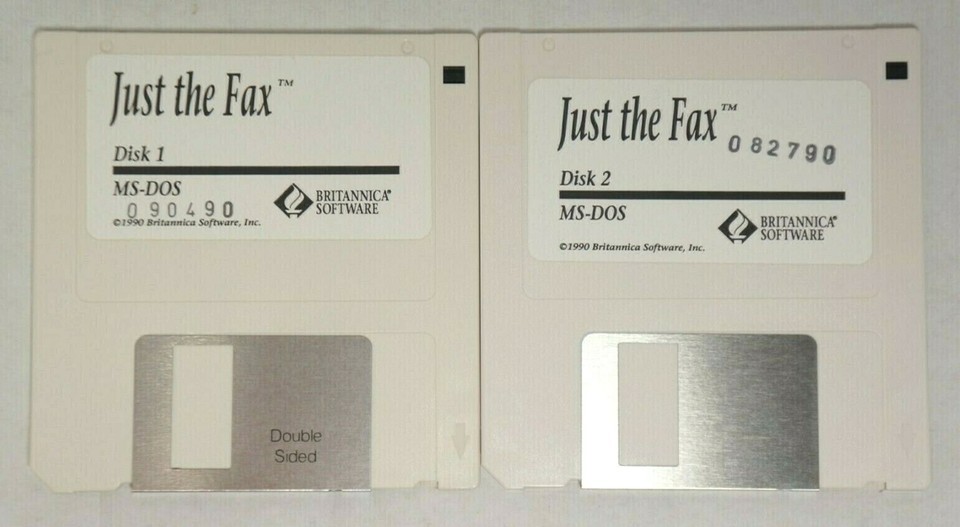 Just the Fax™
Disk 1
MS-DOS
090490
©1990 Britannica Software, Inc.
BRITANNICA®
SOFTWARE
Double
Sided
Just the Fax™
082790
Disk 2
MS-DOS
BRITANNICA®
SOFTWARE
©1990 Britannica Software, Inc.